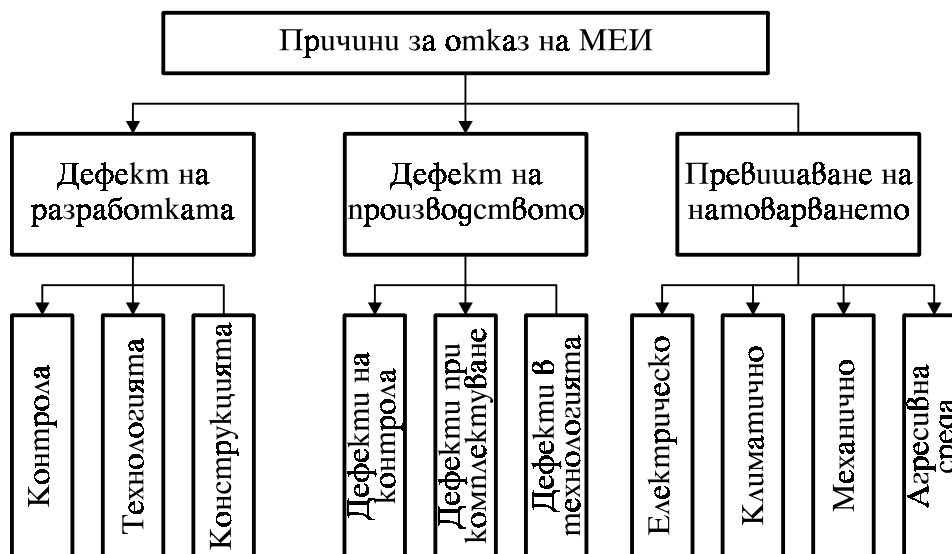 Причини за отказ на МЕИ
Дефект на
разработката
Дефект на
производството
Превишаване на
натоварването
Контрола
Технологията
Конструкцията
Дефекти на
контрола
Дефекти при
комплектуване
Дефекти в
технологията
Електрическо
Климатично
Механично
Агресивна
среда